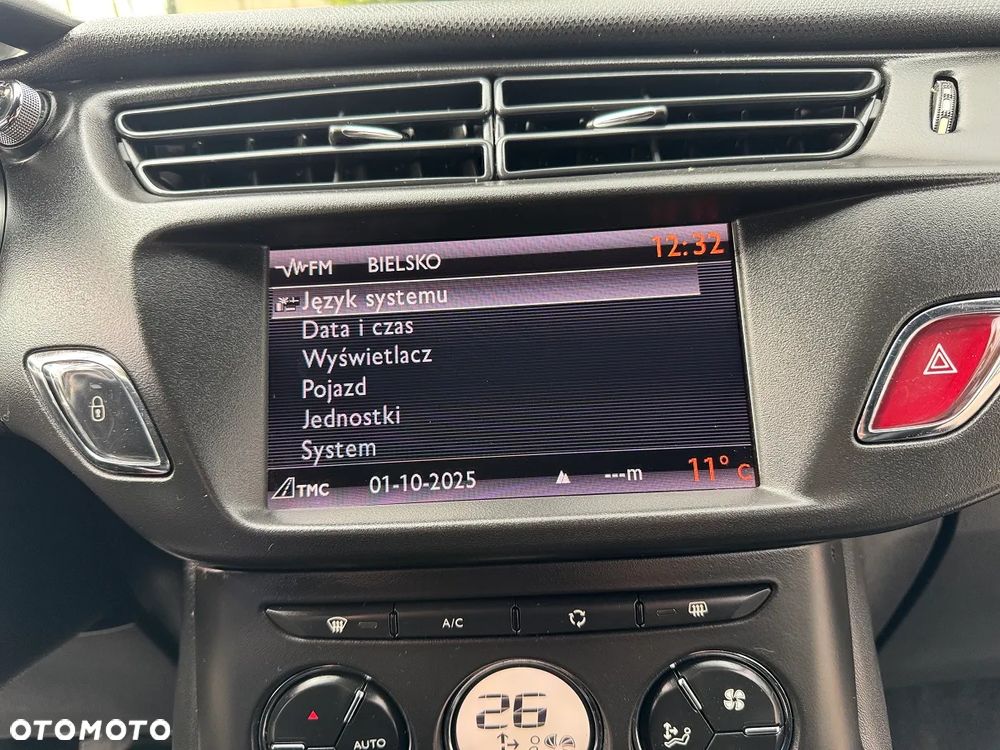 FM BIELSKO 12:32
Język systemu
Data i czas
Wyświetlacz
Pojazd
Jednostki
System
TMC 01-10-2025 ---m 11° C
A/C
26
AUTO
OTOMOTO